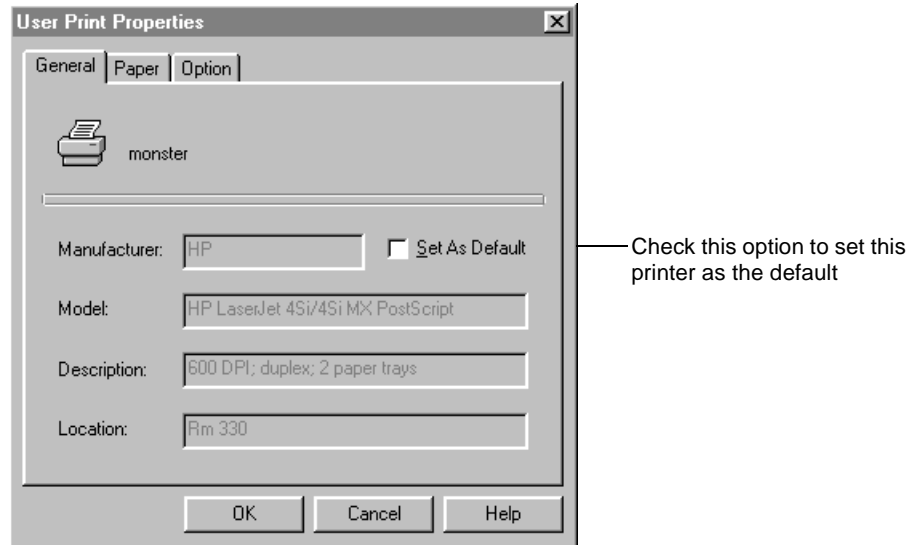 User Print Properties
General Paper Option
monster
Manufacturer: HP Set As Default
Check this option to set this
printer as the default
Model: HP LaserJet 4Si/4Si MX PostScript
Description: 600 DPI; duplex; 2 paper trays
Location: Rm 330
OK Cancel Help